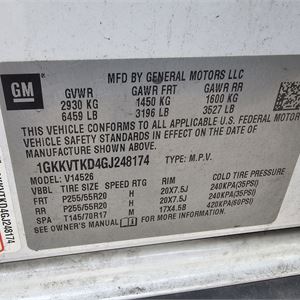 GM
MFD BY GENERAL MOTORS LLC
GVWR GAWR FRT GAWR RR
2930 KG 1450 KG 1600 KG
6459 LB 3196 LB 3527 LB
THIS VEHICLE CONFORMS TO ALL APPLICABLE U.S. FEDERAL MOTOR
VEHICLE SAFETY STANDARDS IN EFFECT ON THE DATE OF
MANUFACTURE SHOWN ABOVE.
1GKKVTKD4GJ248174 TYPE: M.P.V.
MODEL: V14526
VBBL TIRE SIZE SPEED RTG RIM COLD TIRE PRESSURE
FRT P255/55R20 H 20X7.5J 240KPA(35PSI)
RR P255/55R20 H 20X7.5J 240KPA(35PSI)
SPA T145/70R17 M 17X4.5B 420KPA(60PSI)
SEE OWNER'S MANUAL